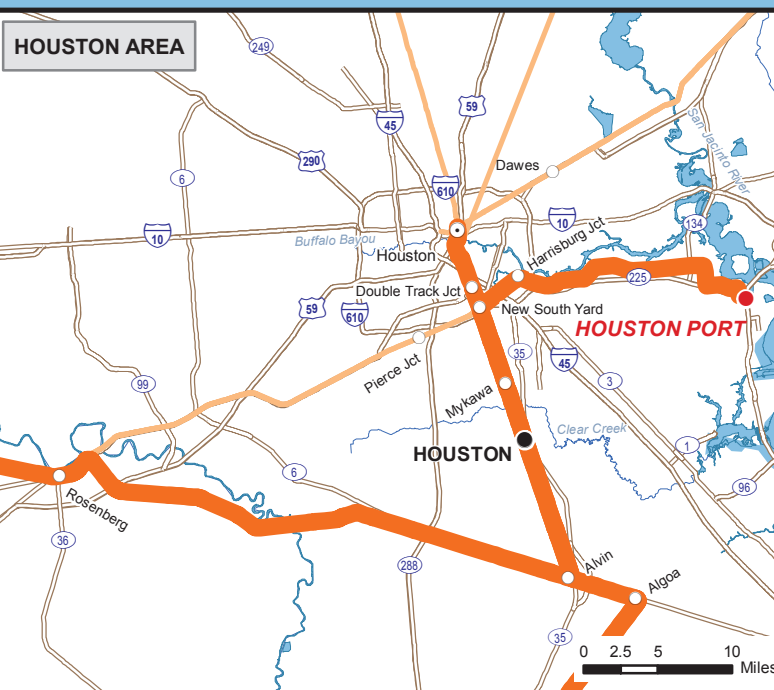 HOUSTON AREA
249
59
45
290
Dawes
San Jacinto River
6
610
10
10
134
Buffalo Bayou
Houston
Harrisburg Jct
225
Double Track Jct
59
610
New South Yard
HOUSTON PORT
Pierce Jct
35
45
3
99
Mykawa
Clear Creek
HOUSTON
1
6
96
Rosenberg
36
288
Alvin
Algoa
35
0 2.5 5 10
Miles